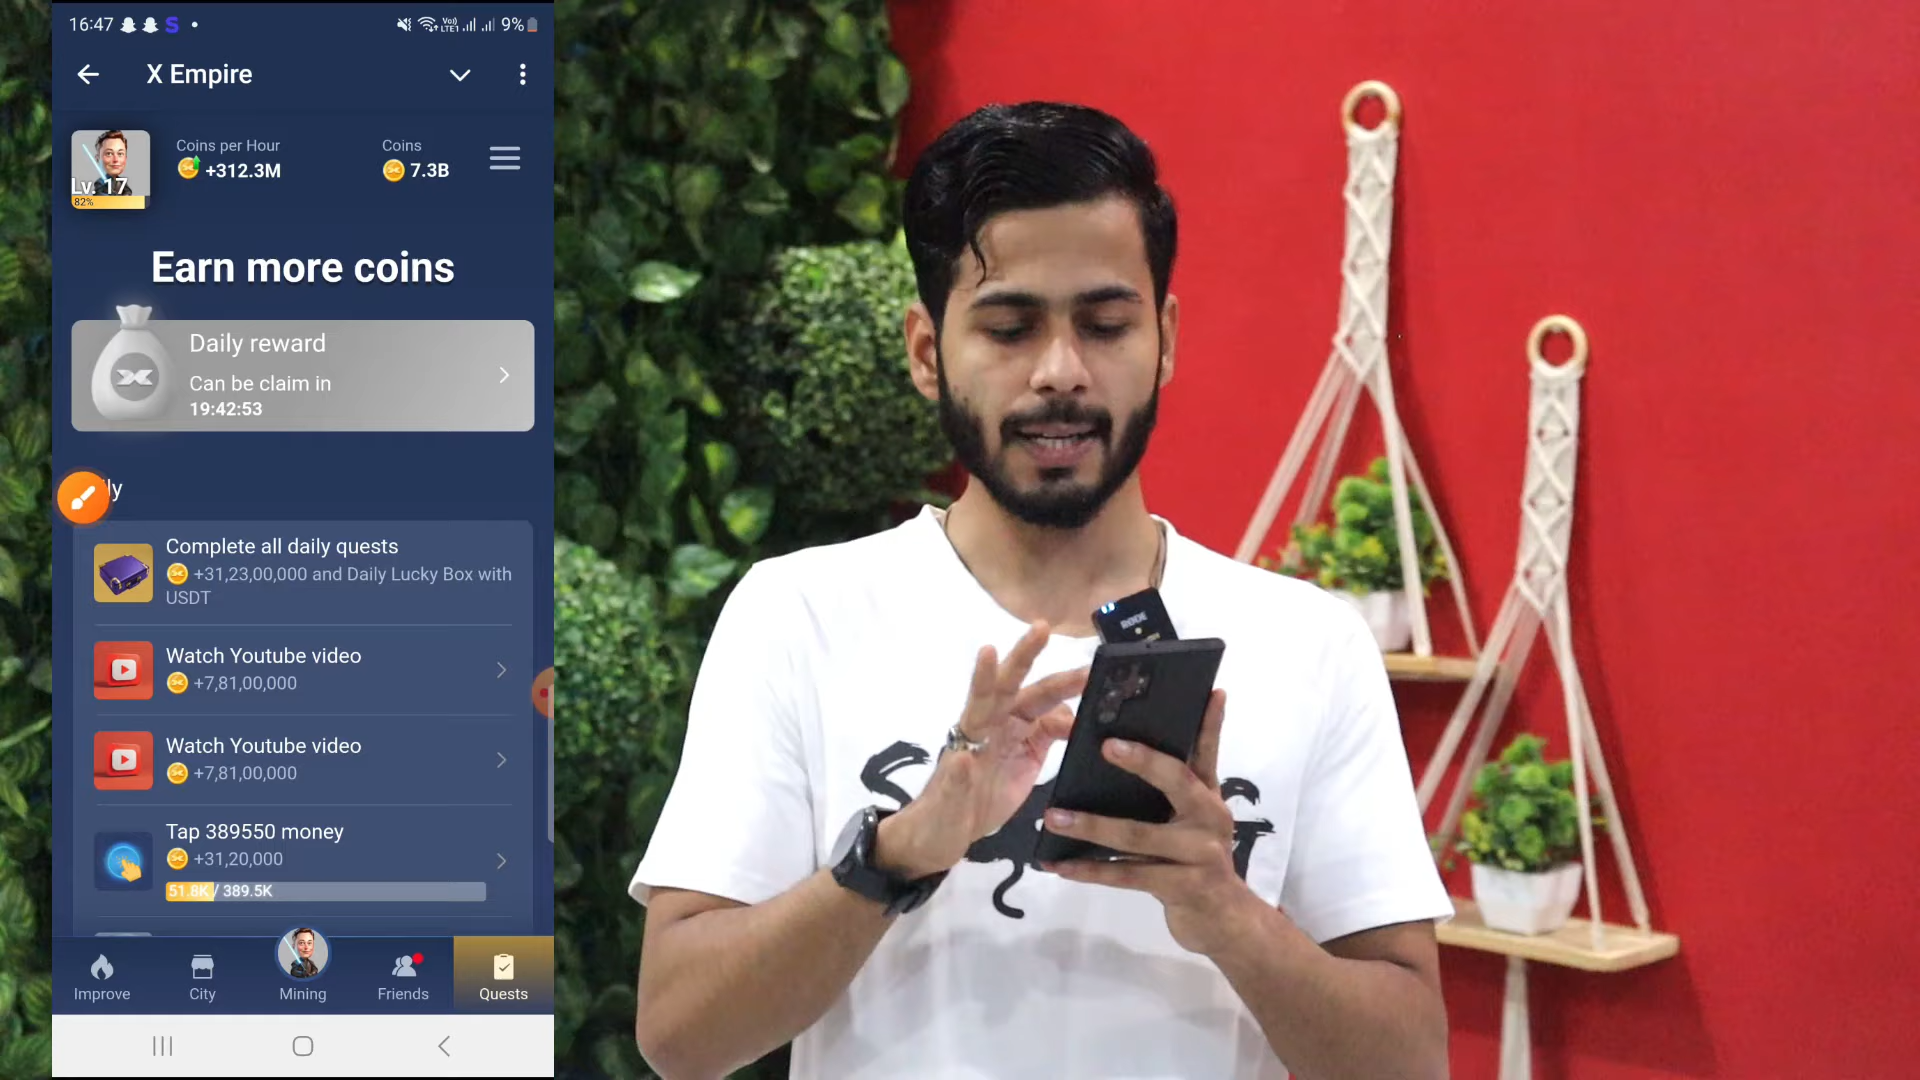 16:47
9%
X Empire
Coins per Hour
+312.3M
Coins
7.3B
Lv. 17
82%
Earn more coins
Daily reward
Can be claim in
19:42:53
ly
Complete all daily quests
+31,23,00,000 and Daily Lucky Box with
USDT
Watch Youtube video
+7,81,00,000
Watch Youtube video
+7,81,00,000
Tap 389550 money
+31,20,000
51.8K / 389.5K
Improve
City
Mining
Friends
Quests
RODE